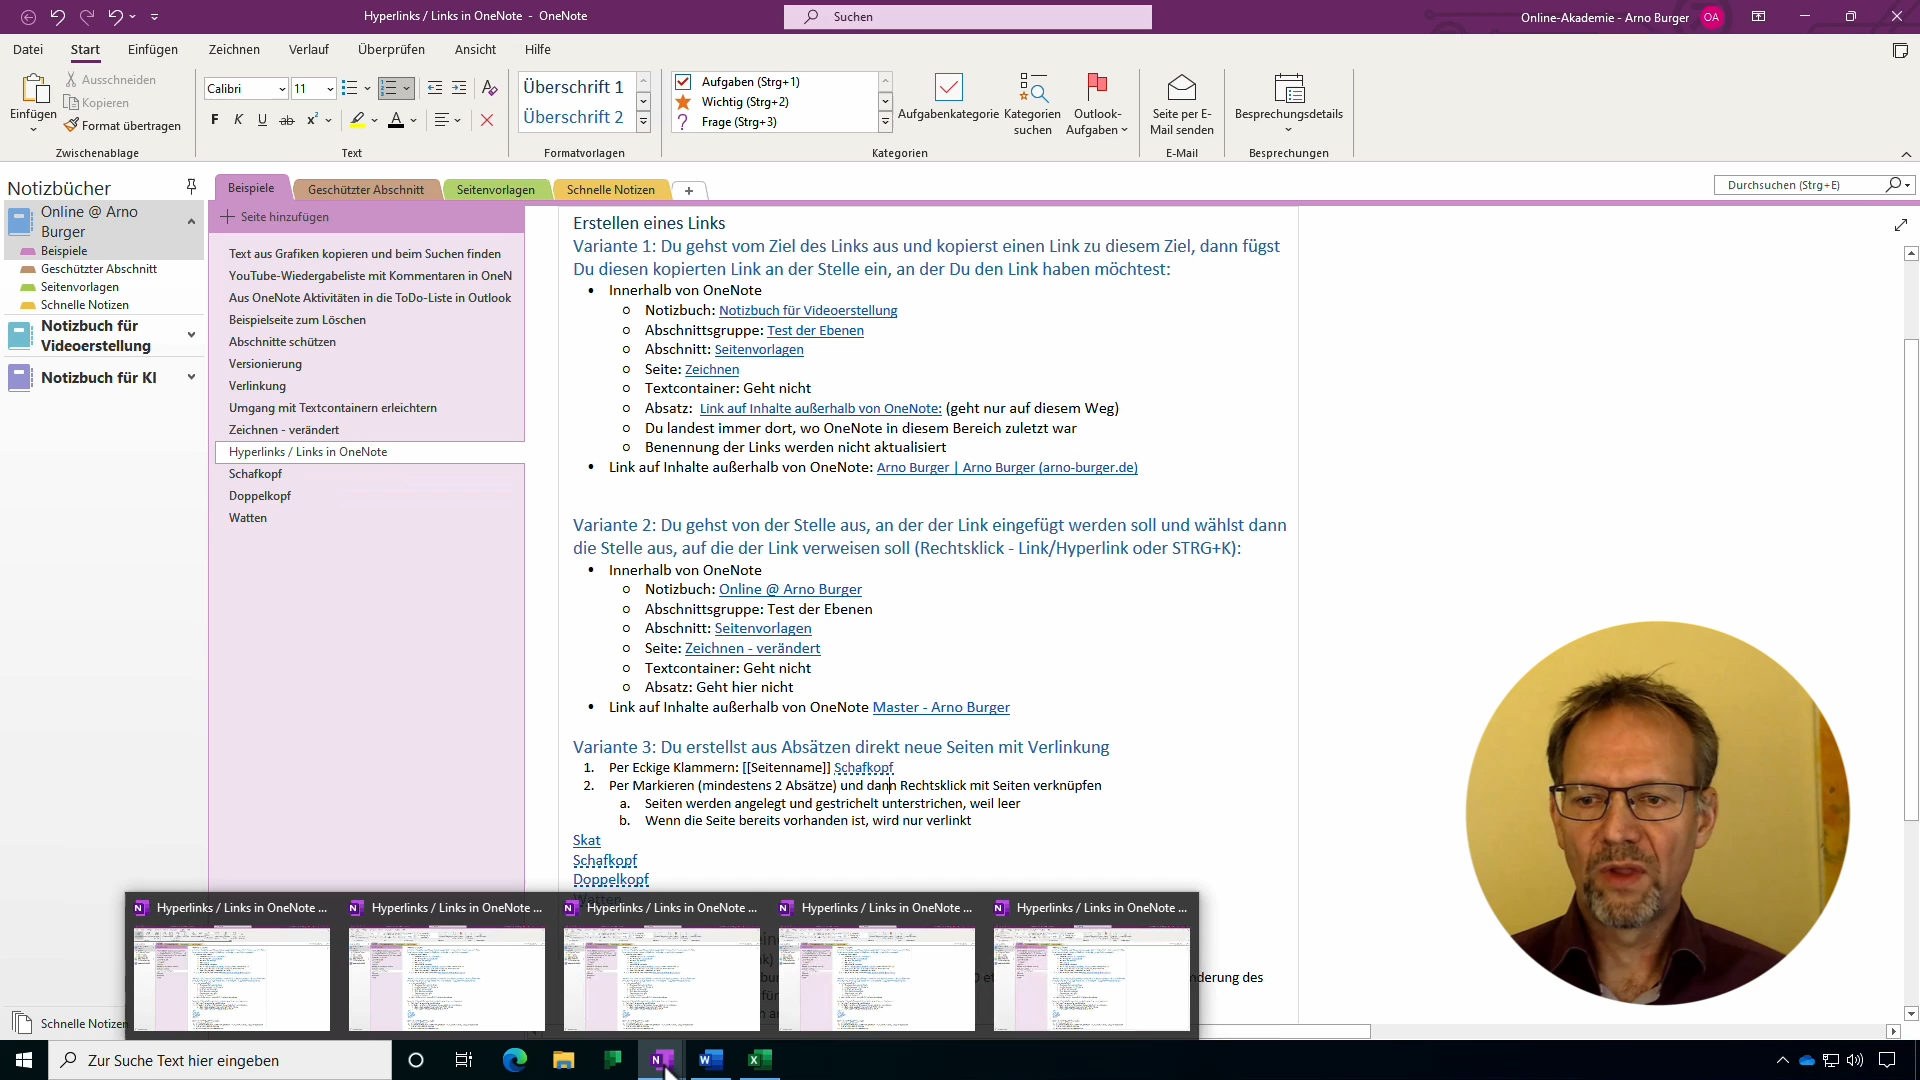 Hyperlinks / Links in OneNote - OneNote
Suchen
Online-Akademie - Arno Burger
OA
Datei
Start
Einfügen
Zeichnen
Verlauf
Überprüfen
Ansicht
Hilfe
Einfügen
Ausschneiden
Kopieren
Format übertragen
Zwischenablage
Calibri
11
F K U ab x
Text
Überschrift 1
Überschrift 2
Formatvorlagen
Aufgaben (Strg+1)
Wichtig (Strg+2)
Frage (Strg+3)
Aufgabenkategorie
Kategorien suchen
Outlook-Aufgaben
Kategorien
Seite per E-Mail senden
E-Mail
Besprechungsdetails
Besprechungen
Notizbücher
Online @ Arno Burger
Beispiele
Geschützter Abschnitt
Seitenvorlagen
Schnelle Notizen
Notizbuch für Videoerstellung
Notizbuch für KI
Schnelle Notizen
Beispiele
Geschützter Abschnitt
Seitenvorlagen
Schnelle Notizen
Durchsuchen (Strg+E)
Seite hinzufügen
Text aus Grafiken kopieren und beim Suchen finden
YouTube-Wiedergabeliste mit Kommentaren in OneN
Aus OneNote Aktivitäten in die ToDo-Liste in Outlook
Beispielseite zum Löschen
Abschnitte schützen
Versionierung
Verlinkung
Umgang mit Textcontainern erleichtern
Zeichnen - verändert
Hyperlinks / Links in OneNote
Schafkopf
Doppelkopf
Watten
Erstellen eines Links
Variante 1: Du gehst vom Ziel des Links aus und kopierst einen Link zu diesem Ziel, dann fügst
Du diesen kopierten Link an der Stelle ein, an der Du den Link haben möchtest:
• Innerhalb von OneNote
○ Notizbuch: Notizbuch für Videoerstellung
○ Abschnittsgruppe: Test der Ebenen
○ Abschnitt: Seitenvorlagen
○ Seite: Zeichnen
○ Textcontainer: Geht nicht
○ Absatz: Link auf Inhalte außerhalb von OneNote: (geht nur auf diesem Weg)
○ Du landest immer dort, wo OneNote in diesem Bereich zuletzt war
○ Benennung der Links werden nicht aktualisiert
• Link auf Inhalte außerhalb von OneNote: Arno Burger | Arno Burger (arno-burger.de)
Variante 2: Du gehst von der Stelle aus, an der der Link eingefügt werden soll und wählst dann
die Stelle aus, auf die der Link verweisen soll (Rechtsklick - Link/Hyperlink oder STRG+K):
• Innerhalb von OneNote
○ Notizbuch: Online @ Arno Burger
○ Abschnittsgruppe: Test der Ebenen
○ Abschnitt: Seitenvorlagen
○ Seite: Zeichnen - verändert
○ Textcontainer: Geht nicht
○ Absatz: Geht hier nicht
• Link auf Inhalte außerhalb von OneNote Master - Arno Burger
Variante 3: Du erstellst aus Absätzen direkt neue Seiten mit Verlinkung
1. Per Eckige Klammern: [[Seitenname]] Schafkopf
2. Per Markieren (mindestens 2 Absätze) und dann Rechtsklick mit Seiten verknüpfen
a. Seiten werden angelegt und gestrichelt unterstrichen, weil leer
b. Wenn die Seite bereits vorhanden ist, wird nur verlinkt
Skat
Schafkopf
Doppelkopf
Hyperlinks / Links in OneNote ...
Hyperlinks / Links in OneNote ...
Hyperlinks / Links in OneNote ...
Hyperlinks / Links in OneNote ...
Hyperlinks / Links in OneNote ...
nderung des
Zur Suche Text hier eingeben